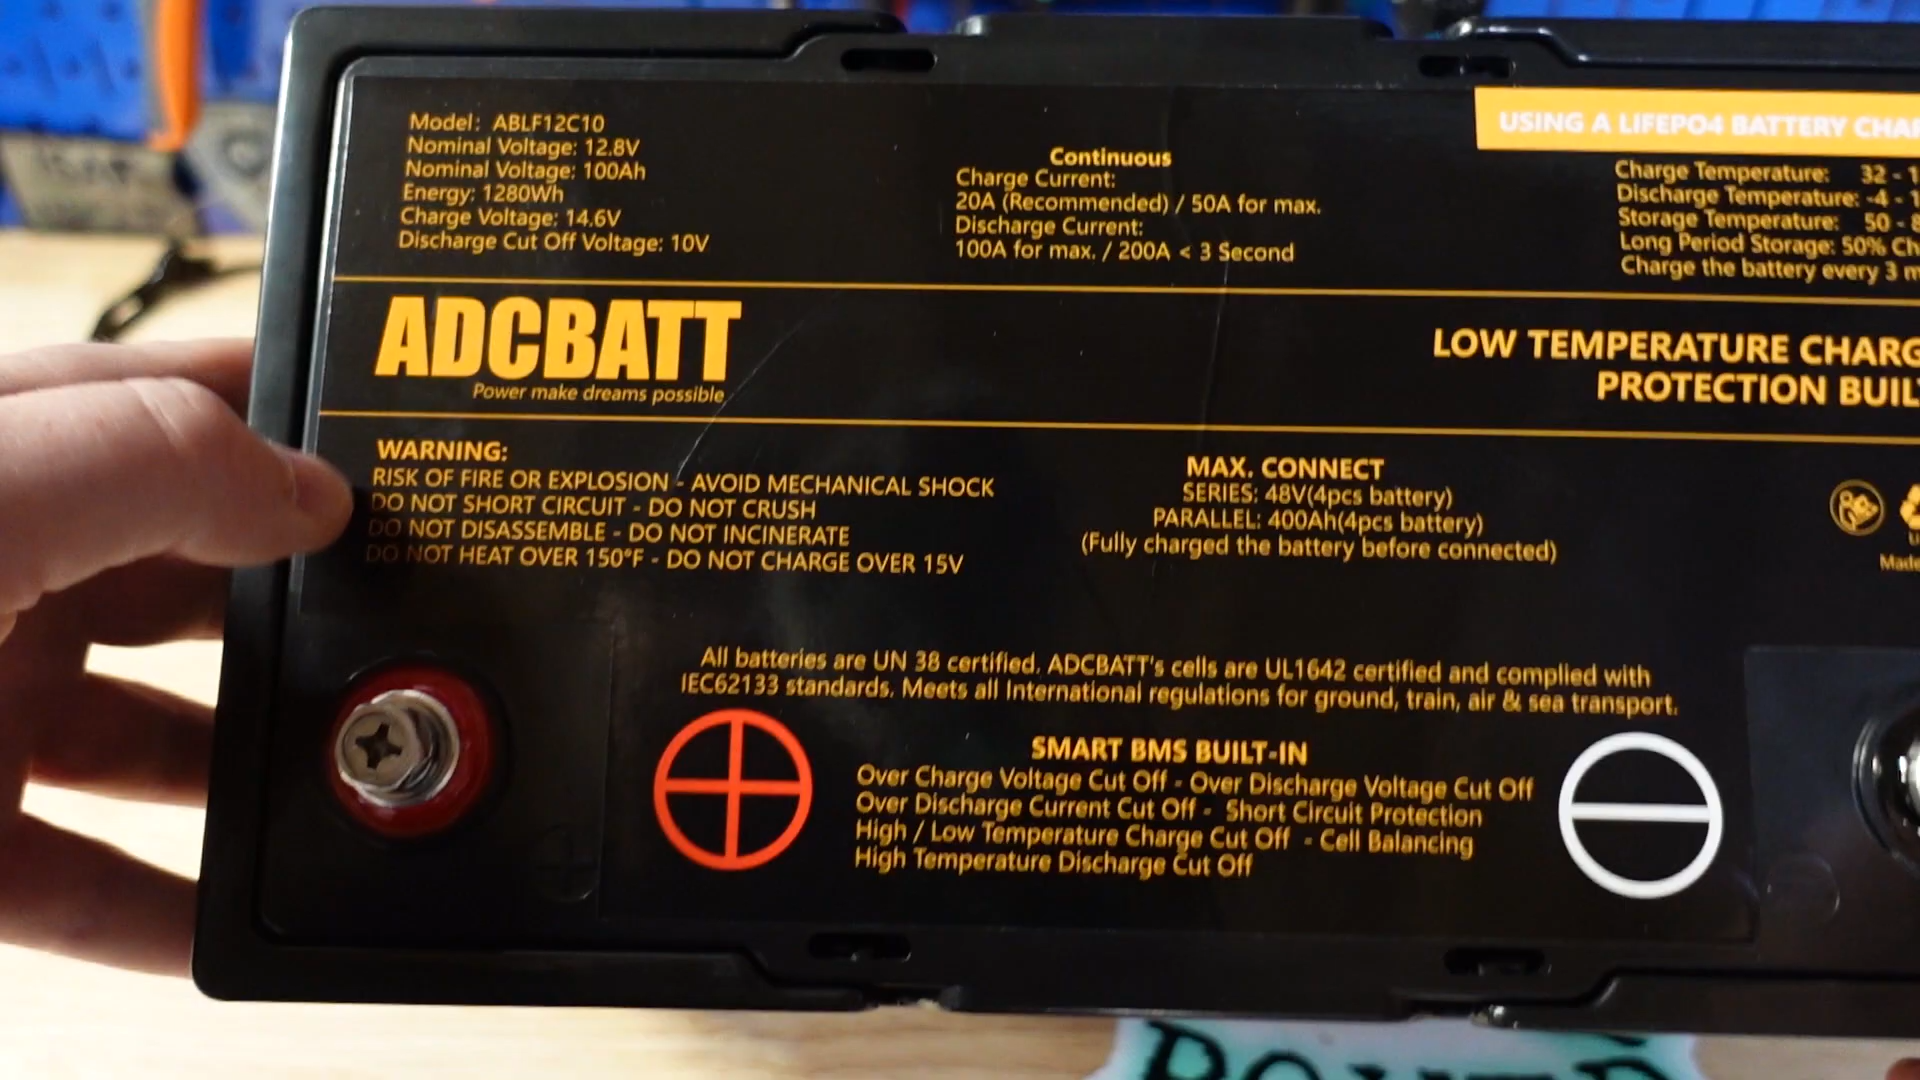 Model: ABLF12C10
Nominal Voltage: 12.8V
Nominal Voltage: 100Ah
Energy: 1280Wh
Charge Voltage: 14.6V
Discharge Cut Off Voltage: 10V
Continuous
Charge Current:
20A (Recommended) / 50A for max.
Discharge Current:
100A for max. / 200A < 3 Second
USING A LIFEPO4 BATTERY
Charge Temperature: 32 -
Discharge Temperature: -4 -
Storage Temperature: 50 -
Long Period Storage: 50%
Charge the battery every 3
ADCBATT
Power make dreams possible
LOW TEMPERATURE
PROTECTION
WARNING:
RISK OF FIRE OR EXPLOSION - AVOID MECHANICAL SHOCK
DO NOT SHORT CIRCUIT - DO NOT CRUSH
DO NOT DISASSEMBLE - DO NOT INCINERATE
DO NOT HEAT OVER 150°F - DO NOT CHARGE OVER 15V
MAX. CONNECT
SERIES: 48V(4pcs battery)
PARALLEL: 400Ah(4pcs battery)
(Fully charged the battery before connected)
Made
All batteries are UN 38 certified. ADCBATT's cells are UL1642 certified and complied with
IEC62133 standards. Meets all International regulations for ground, train, air & sea transport.
SMART BMS BUILT-IN
Over Charge Voltage Cut Off - Over Discharge Voltage Cut Off
Over Discharge Current Cut Off - Short Circuit Protection
High / Low Temperature Charge Cut Off - Cell Balancing
High Temperature Discharge Cut Off